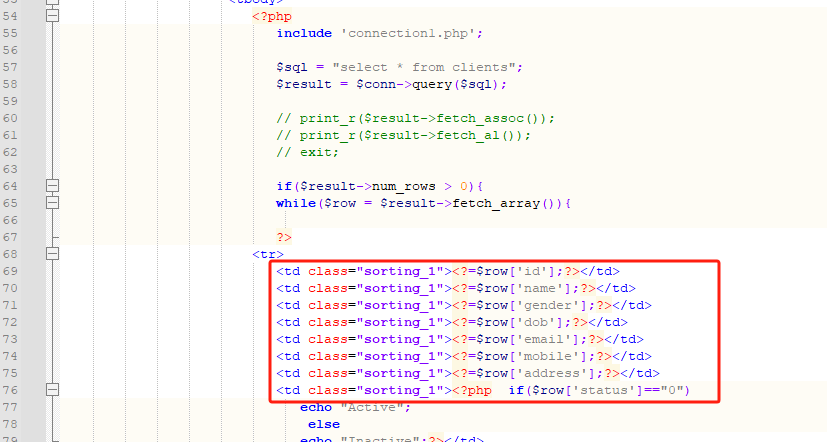 53 <tbody>
54 <?php
55 include 'connection1.php';
56
57 $sql = "select * from clients";
58 $result = $conn->query($sql);
59
60 // print_r($result->fetch_assoc());
61 // print_r($result->fetch_al());
62 // exit;
63
64 if($result->num_rows > 0){
65 while($row = $result->fetch_array()){
66
67 ?>
68 <tr>
69 <td class="sorting_1"><?=$row['id'];?></td>
70 <td class="sorting_1"><?=$row['name'];?></td>
71 <td class="sorting_1"><?=$row['gender'];?></td>
72 <td class="sorting_1"><?=$row['dob'];?></td>
73 <td class="sorting_1"><?=$row['email'];?></td>
74 <td class="sorting_1"><?=$row['mobile'];?></td>
75 <td class="sorting_1"><?=$row['address'];?></td>
76 <td class="sorting_1"><?php  if($row['status']=="0")
77 echo "Active";
78 else
79 echo "Inactive";?></td>